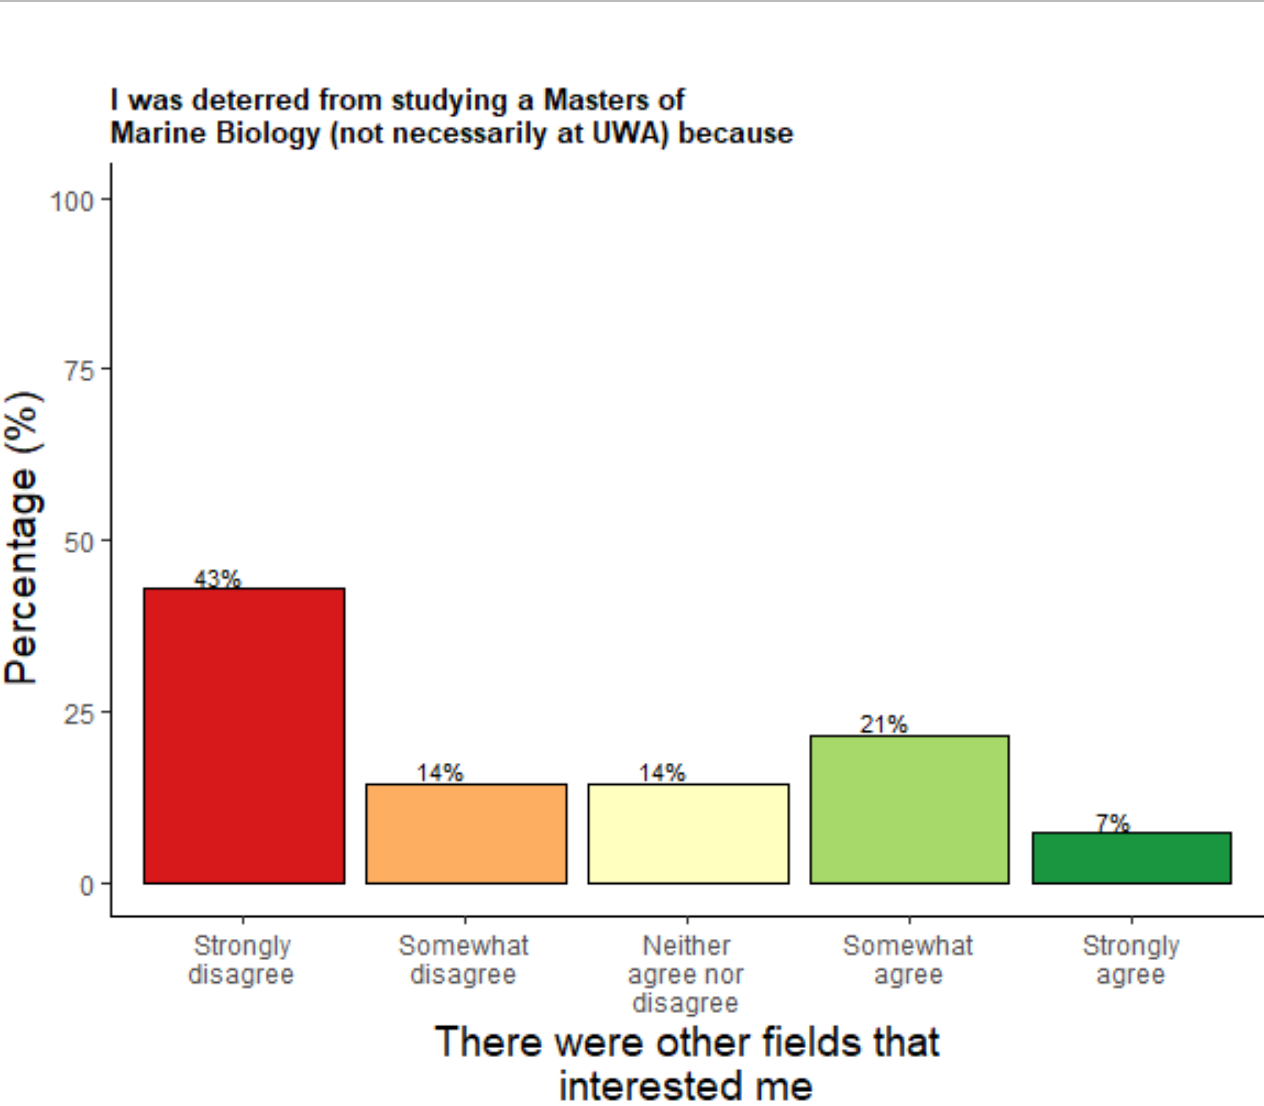 I was deterred from studying a Masters of
Marine Biology (not necessarily at UWA) because
Percentage (%)
100
75
50
25
0
43%
14%
14%
21%
7%
Strongly
disagree
Somewhat
disagree
Neither
agree nor
disagree
Somewhat
agree
Strongly
agree
There were other fields that
interested me